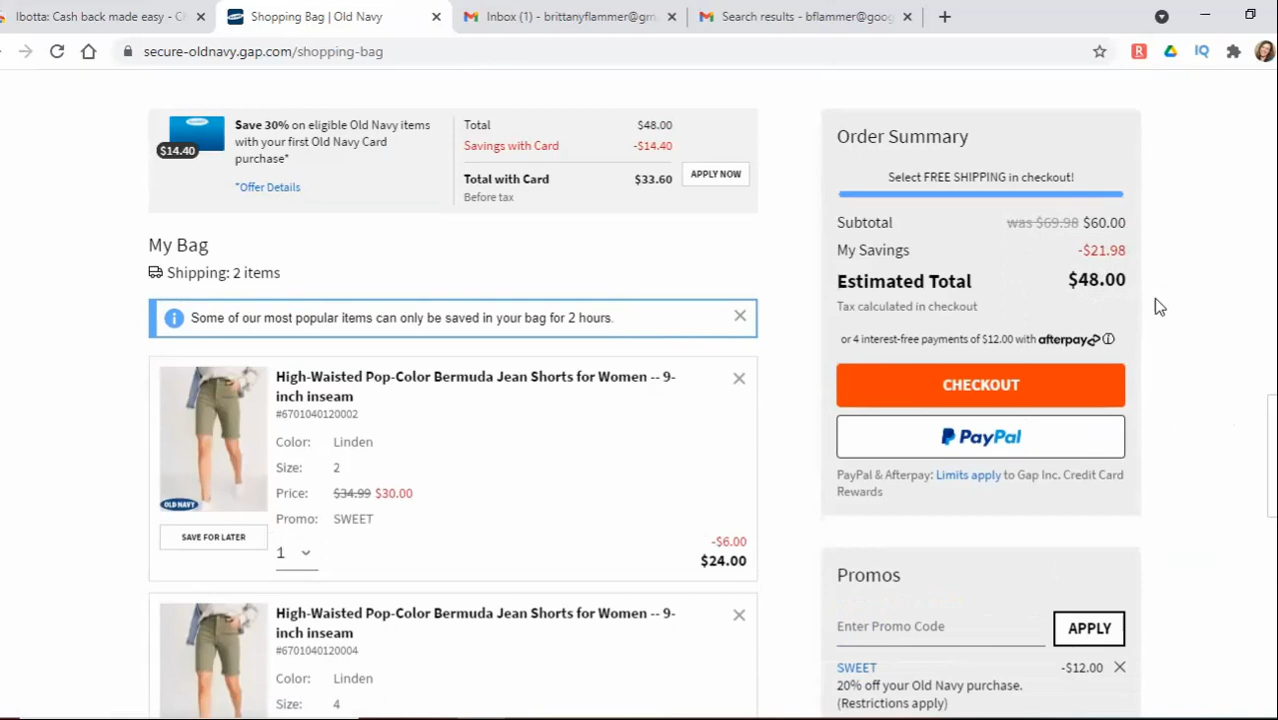 Ibotta: Cash back made easy - C
Shopping Bag | Old Navy
Inbox (1) - brittanyflammer@gm
Search results - bflammer@goog
secure-oldnavy.gap.com/shopping-bag
$14.40
Save 30% on eligible Old Navy items
with your first Old Navy Card
purchase*
*Offer Details
Total $48.00
Savings with Card -$14.40
Total with Card $33.60
Before tax
APPLY NOW
My Bag
Shipping: 2 items
Some of our most popular items can only be saved in your bag for 2 hours.
High-Waisted Pop-Color Bermuda Jean Shorts for Women -- 9-
inch inseam
#6701040120002
Color: Linden
Size: 2
Price: $34.99 $30.00
Promo: SWEET
1
OLD NAVY
SAVE FOR LATER
-$6.00
$24.00
High-Waisted Pop-Color Bermuda Jean Shorts for Women -- 9-
inch inseam
#6701040120004
Color: Linden
Size: 4
Order Summary
Select FREE SHIPPING in checkout!
Subtotal was $69.98 $60.00
My Savings -$21.98
Estimated Total $48.00
Tax calculated in checkout
or 4 interest-free payments of $12.00 with afterpay
CHECKOUT
PayPal
PayPal & Afterpay: Limits apply to Gap Inc. Credit Card
Rewards
Promos
Enter Promo Code
APPLY
SWEET -$12.00
20% off your Old Navy purchase.
(Restrictions apply)